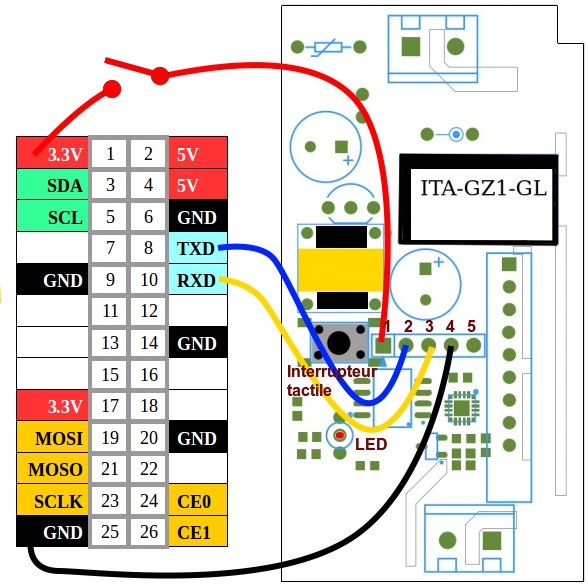 3.3V 1 2 5V
SDA 3 4 5V
SCL 5 6 GND
7 8 TXD
GND 9 10 RXD
11 12
13 14 GND
15 16
3.3V 17 18
MOSI 19 20 GND
MOSO 21 22
SCLK 23 24 CE0
GND 25 26 CE1
+
ITA-GZ1-GL
+
1 2 3 4 5
Interrupteur
tactile
LED